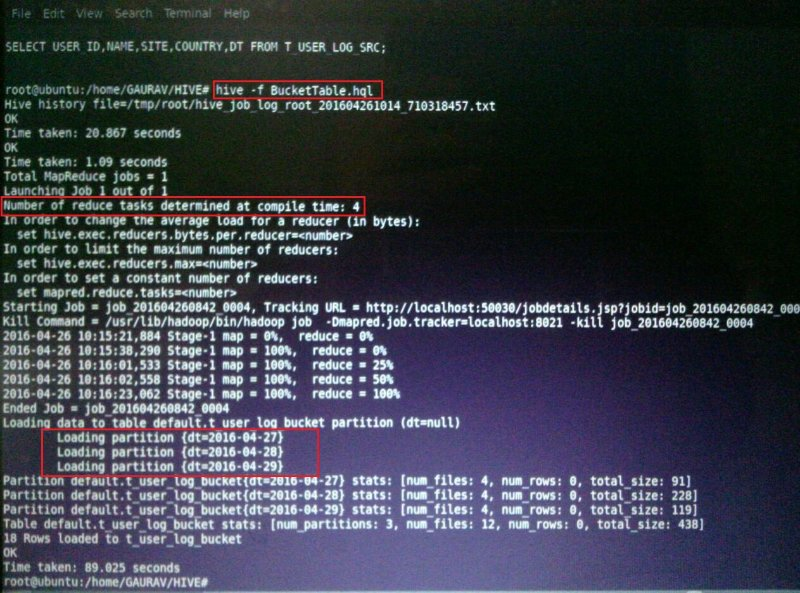 File Edit View Search Terminal Help
SELECT USER ID,NAME,SITE,COUNTRY,DT FROM T USER_LOG_SRC;
root@ubuntu:/home/GAURAV/HIVE# hive -f BucketTable.hql
Hive history file=/tmp/root/hive_job_log_root_201604261014_710318457.txt
OK
Time taken: 20.867 seconds
OK
Time taken: 1.09 seconds
Total MapReduce jobs = 1
Launching Job 1 out of 1
Number of reduce tasks determined at compile time: 4
In order to change the average load for a reducer (in bytes):
set hive.exec.reducers.bytes.per.reducer=<number>
In order to limit the maximum number of reducers:
set hive.exec.reducers.max=<number>
In order to set a constant number of reducers:
set mapred.reduce.tasks=<number>
Starting Job = job_201604260842_0004, Tracking URL = http://localhost:50030/jobdetails.jsp?jobid=job_201604260842_000
Kill Command = /usr/lib/hadoop/bin/hadoop job -Dmapred.job.tracker=localhost:8021 -kill job_201604260842_0004
2016-04-26 10:15:21,884 Stage-1 map = 0%, reduce = 0%
2016-04-26 10:15:38,290 Stage-1 map = 100%, reduce = 0%
2016-04-26 10:16:01,533 Stage-1 map = 100%, reduce = 25%
2016-04-26 10:16:02,558 Stage-1 map = 100%, reduce = 50%
2016-04-26 10:16:23,062 Stage-1 map = 100%, reduce = 100%
Ended Job = job_201604260842_0004
Loading data to table default.t_user_log_bucket partition (dt=null)
Loading partition {dt=2016-04-27}
Loading partition {dt=2016-04-28}
Loading partition {dt=2016-04-29}
Partition default.t_user_log_bucket{dt=2016-04-27} stats: [num_files: 4, num_rows: 0, total_size: 91]
Partition default.t_user_log_bucket{dt=2016-04-28} stats: [num_files: 4, num_rows: 0, total_size: 228]
Partition default.t_user_log_bucket{dt=2016-04-29} stats: [num_files: 4, num_rows: 0, total_size: 119]
Table default.t_user_log_bucket stats: [num_partitions: 3, num_files: 12, num_rows: 0, total_size: 438]
18 Rows loaded to t_user_log_bucket
OK
Time taken: 89.025 seconds
root@ubuntu:/home/GAURAV/HIVE#